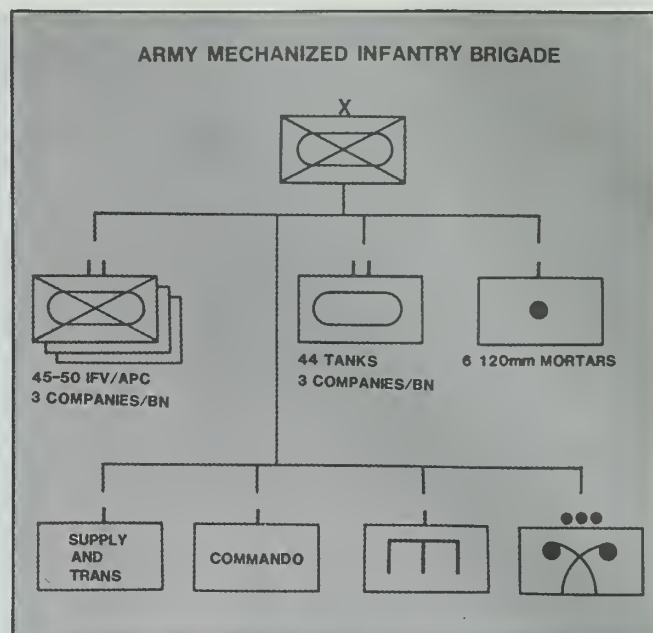 ARMY MECHANIZED INFANTRY BRIGADE
X
45-50 IFV/APC
3 COMPANIES/BN
44 TANKS
3 COMPANIES/BN
6 120mm MORTARS
SUPPLY
AND
TRANS
COMMANDO